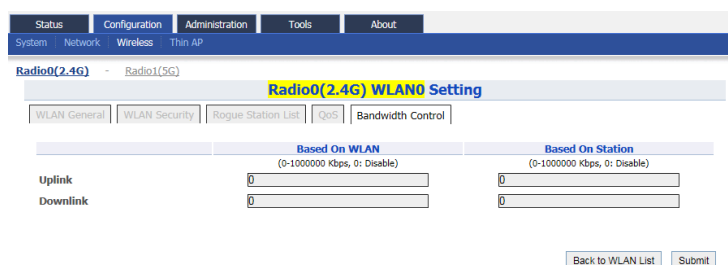 Status Configuration Administration Tools About
System Network Wireless Thin AP
Radio0(2.4G) - Radio1(5G)
Radio0(2.4G) WLAN0 Setting
WLAN General WLAN Security Rogue Station List QoS Bandwidth Control
Based On WLAN Based On Station
(0-1000000 Kbps, 0: Disable) (0-1000000 Kbps, 0: Disable)
Uplink 0 0
Downlink 0 0
Back to WLAN List Submit